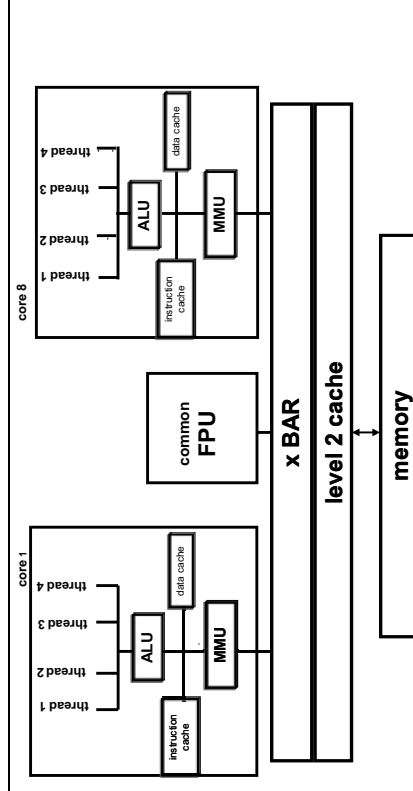 core 1
thread 1
thread 2
thread 3
thread 4
ALU
instruction
cache
data cache
MMU
common
FPU
core 8
thread 1
thread 2
thread 3
thread 4
ALU
instruction
cache
data cache
MMU
x BAR
level 2 cache
memory